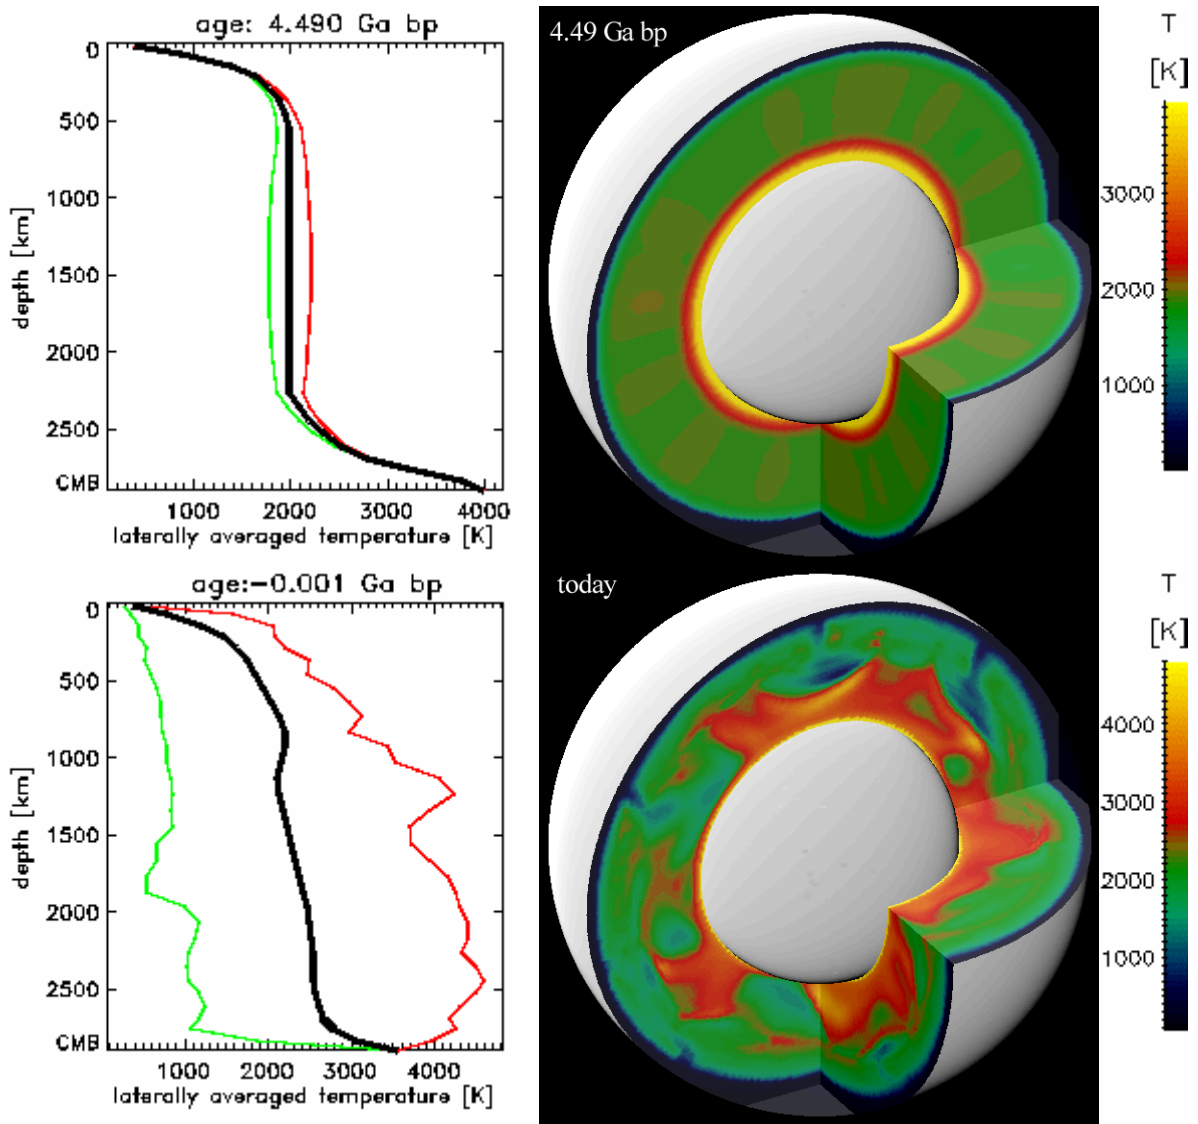 age: 4.490 Ga bp
0
500
1000
1500
2000
2500
CMB
depth [km]
1000 2000 3000 4000
laterally averaged temperature [K]
4.49 Ga bp
T
[K]
3000
2000
1000
age:-0.001 Ga bp
0
500
1000
1500
2000
2500
CMB
depth [km]
1000 2000 3000 4000
laterally averaged temperature [K]
today
T
[K]
4000
3000
2000
1000